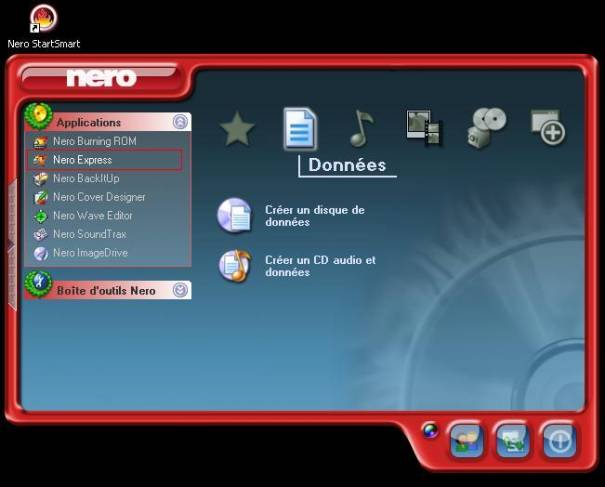 Nero StartSmart
nero
Applications
Nero Burning ROM
Nero Express
Nero BackItUp
Nero Cover Designer
Nero Wave Editor
Nero SoundTrax
Nero ImageDrive
Boîte d'outils Nero
Données
Créer un disque de
données
Créer un CD audio et
données